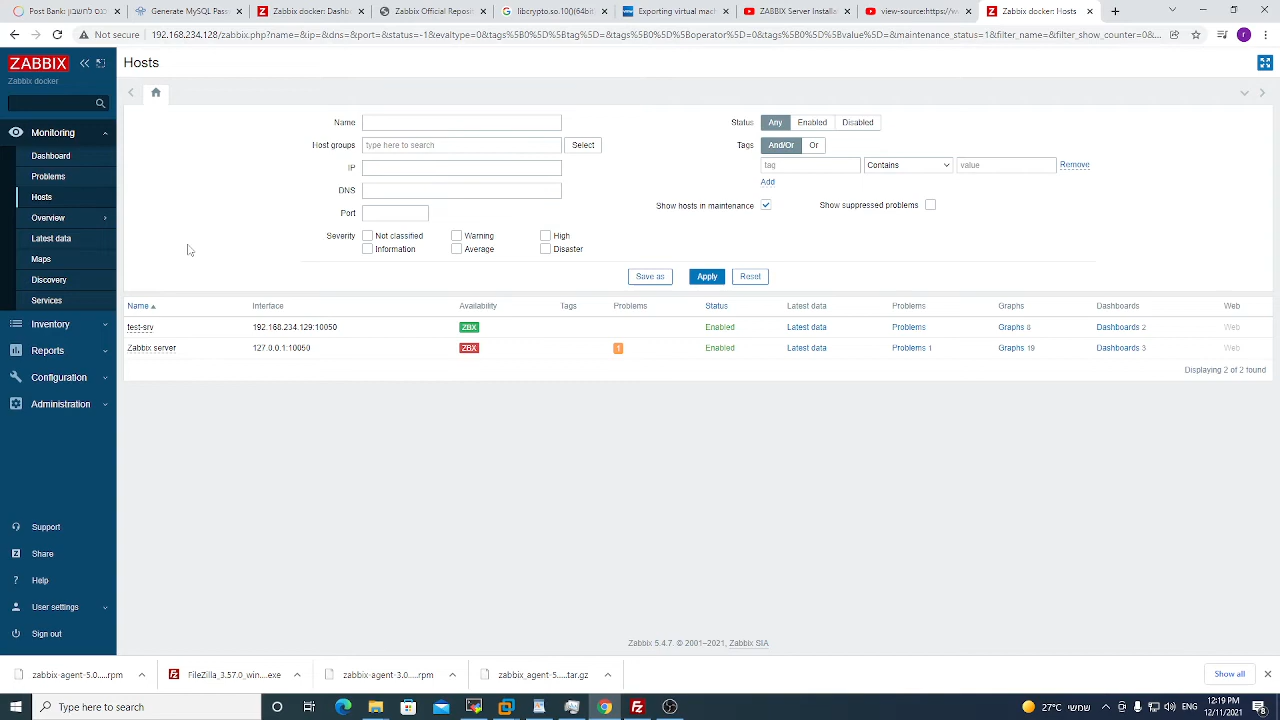 Post Bank: Generate MySQL Pass Zabbix docker: Dashb Zabbix Official Reposit libcrypto.so.10()(64bit Exporting virtual mach ZABBIX Server Installa view-source:https://w Zabbix docker: Hosts
Not secure 192.168.234.128/zabbix.php?name=&ip=&dns=&port=&status=-1&evaltype=0&tags%5B0%5D%5Btag%5D=&tags%5B0%5D%5Boperator%5D=0&tags%5B0%5D%5Bvalue%5D=&maintenance_status=1&filter_name=&filter_show_counter=0&... r
ZABBIX
Zabbix docker
Monitoring
Dashboard
Problems
Hosts
Overview
Latest data
Maps
Discovery
Services
Inventory
Reports
Configuration
Administration
Support
Share
Help
User settings
Sign out
Hosts
Name
Host groups type here to search Select
IP
DNS
Port
Severity Not classified Warning High
Information Average Disaster
Status Any Enabled Disabled
Tags And/Or Or
tag Contains value Remove
Add
Show hosts in maintenance Show suppressed problems
Save as Apply Reset
Name Interface Availability Tags Problems Status Latest data Problems Graphs Dashboards Web
test-srv 192.168.234.129:10050 ZBX Enabled Latest data Problems Graphs 8 Dashboards 2 Web
Zabbix server 127.0.0.1:10050 ZBX 1 Enabled Latest data Problems 1 Graphs 19 Dashboards 3 Web
Displaying 2 of 2 found
Zabbix 5.4.7. © 2001–2021, Zabbix SIA
zabbix-agent-5.0....rpm FileZilla_3.57.0_win....exe zabbix-agent-3.0....rpm zabbix-agent-5....tar.gz Show all
Type here to search 27°C 12:19 PM
12/11/2021